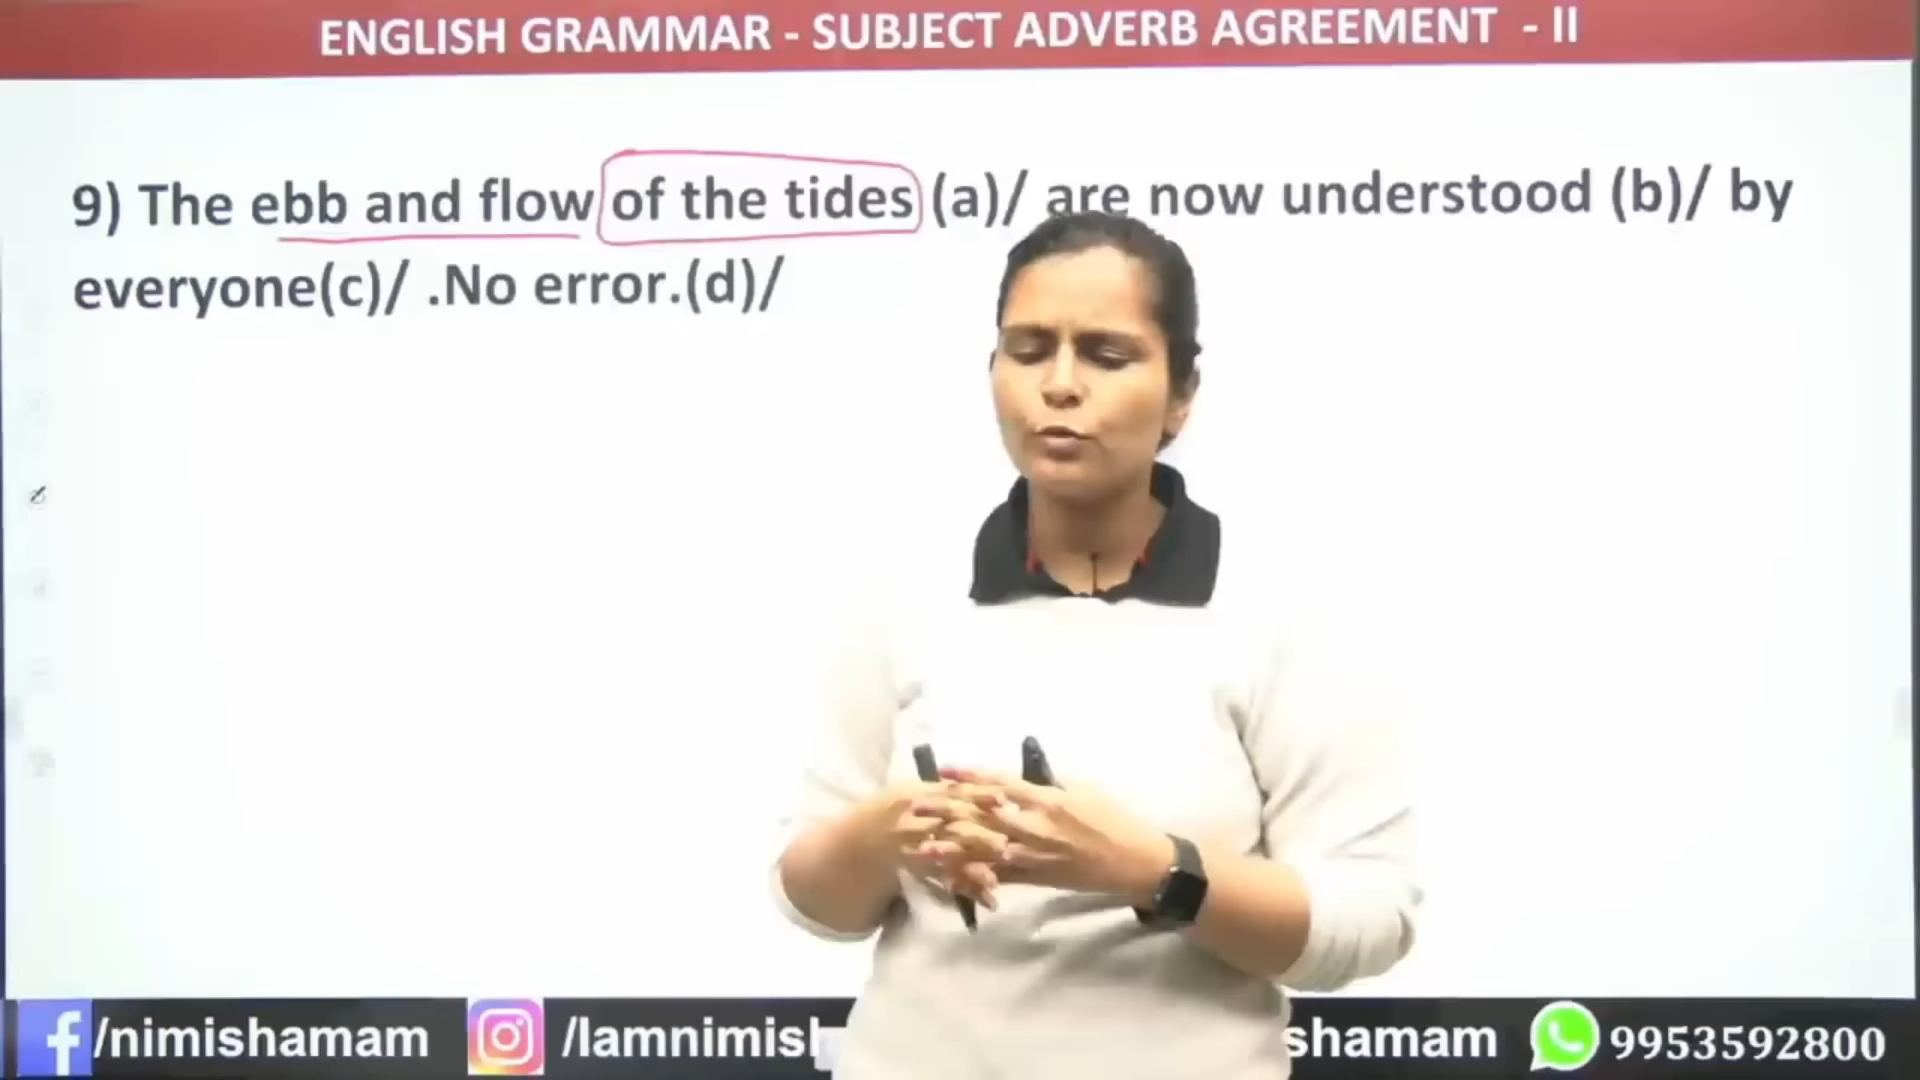 ENGLISH GRAMMAR - SUBJECT ADVERB AGREEMENT - II
9) The ebb and flow of the tides (a)/ are now understood (b)/ by
everyone(c)/ .No error.(d)/
/nimishamam /Iamnimish shamam 9953592800